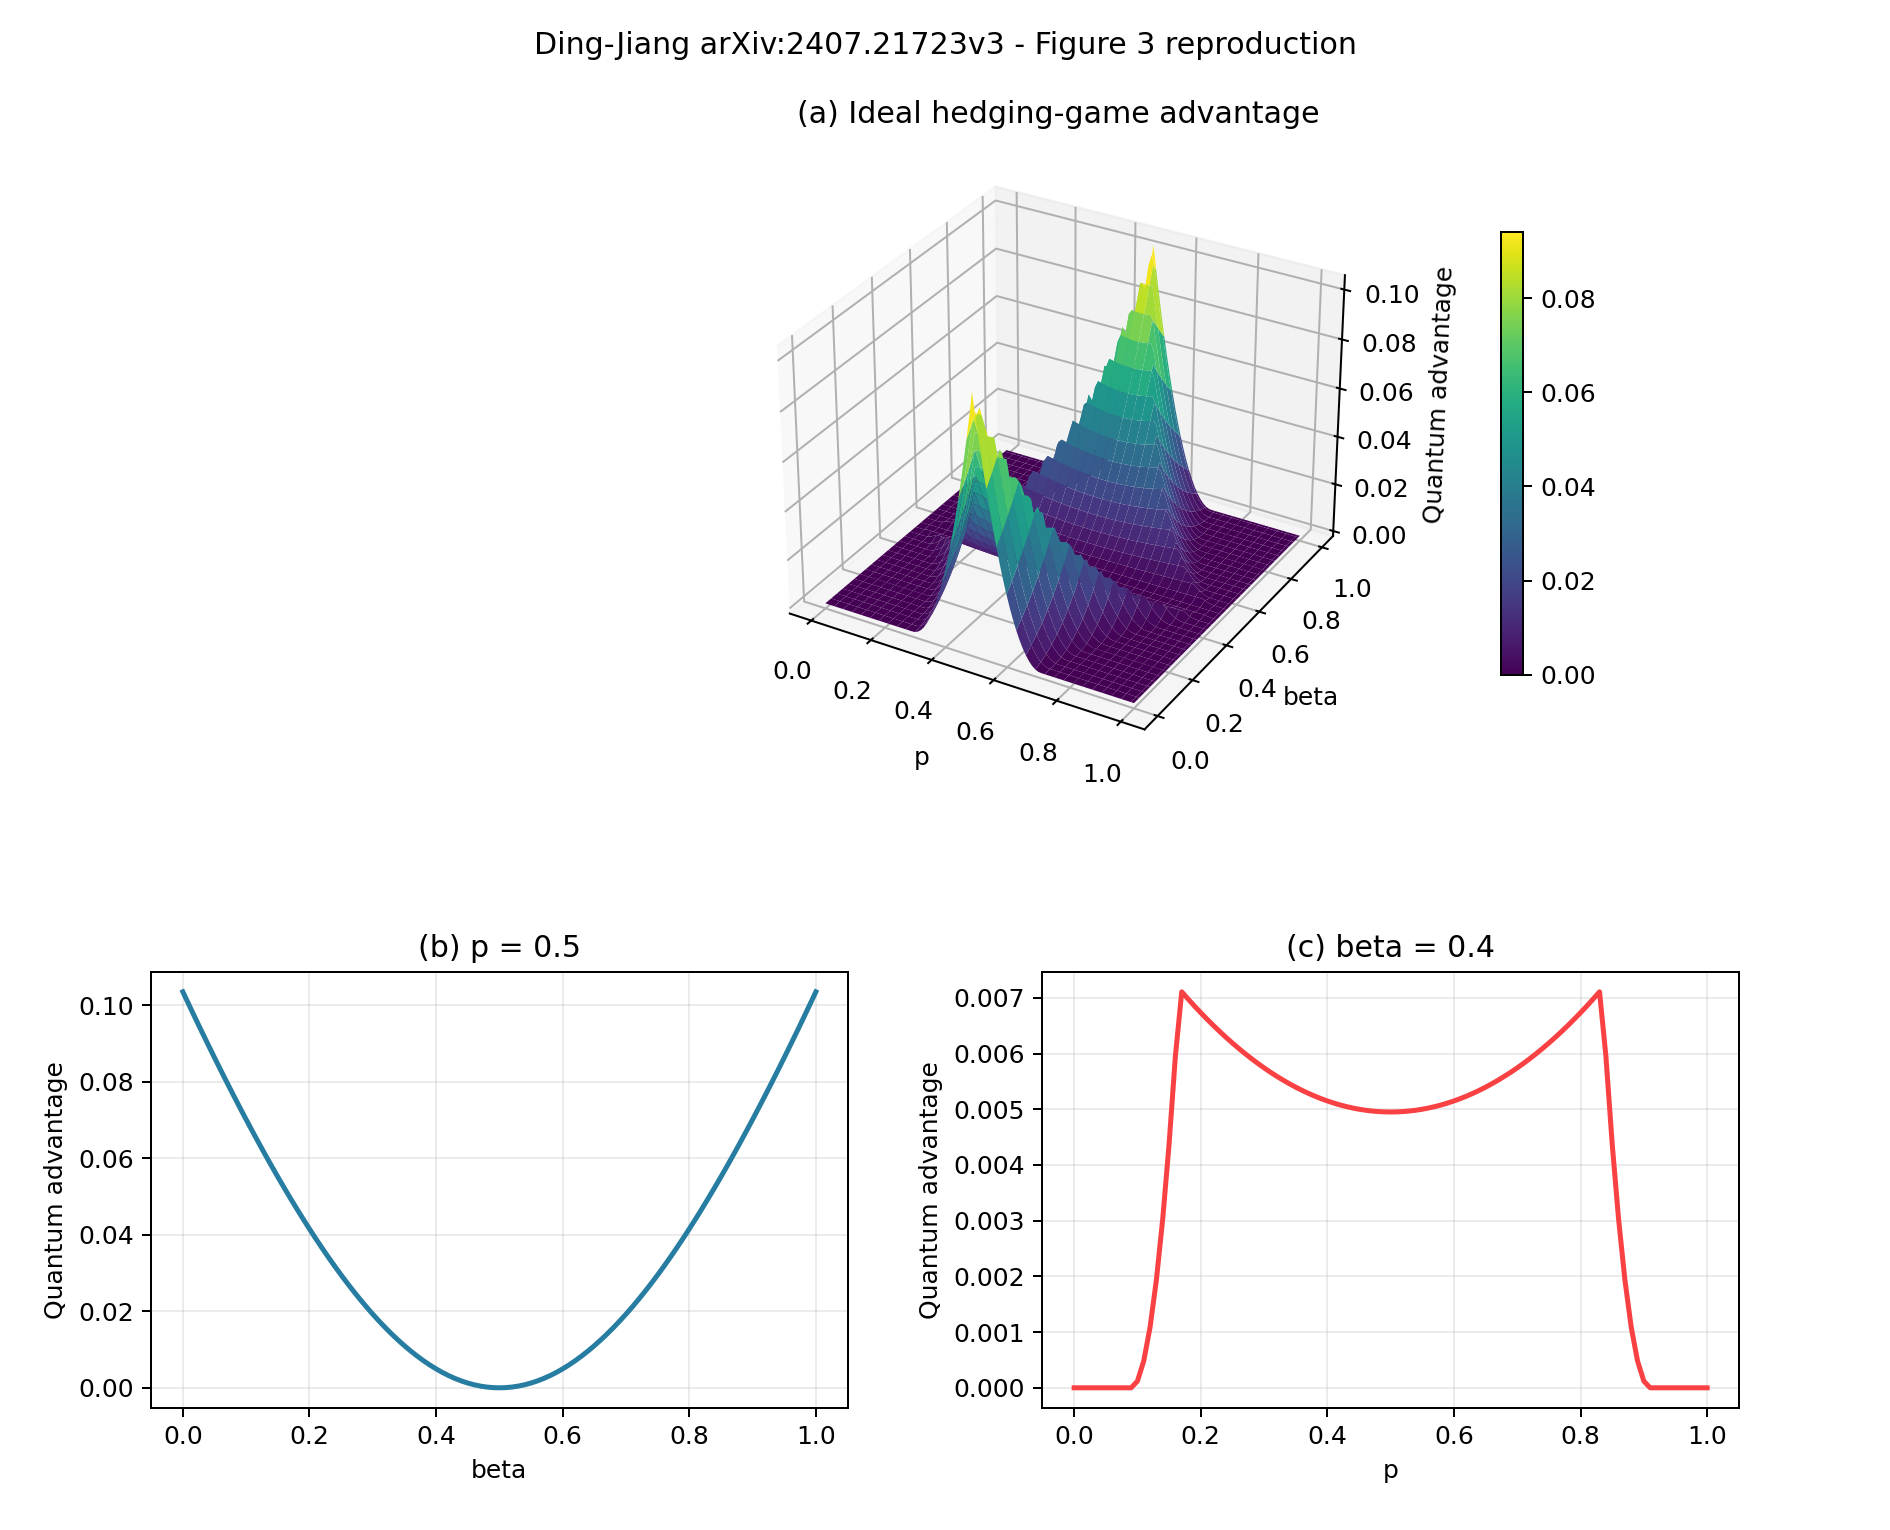 Ding-Jiang arXiv:2407.21723v3 - Figure 3 reproduction
(a) Ideal hedging-game advantage
0.10
0.08
0.06
0.04
0.02
0.00
Quantum advantage
0.0
0.2
0.4
0.6
0.8
1.0
p
0.0
0.2
0.4
0.6
0.8
1.0
beta
0.08
0.06
0.04
0.02
0.00
(b) p = 0.5
Quantum advantage
0.10
0.08
0.06
0.04
0.02
0.00
0.0 0.2 0.4 0.6 0.8 1.0
beta
(c) beta = 0.4
Quantum advantage
0.007
0.006
0.005
0.004
0.003
0.002
0.001
0.000
0.0 0.2 0.4 0.6 0.8 1.0
p